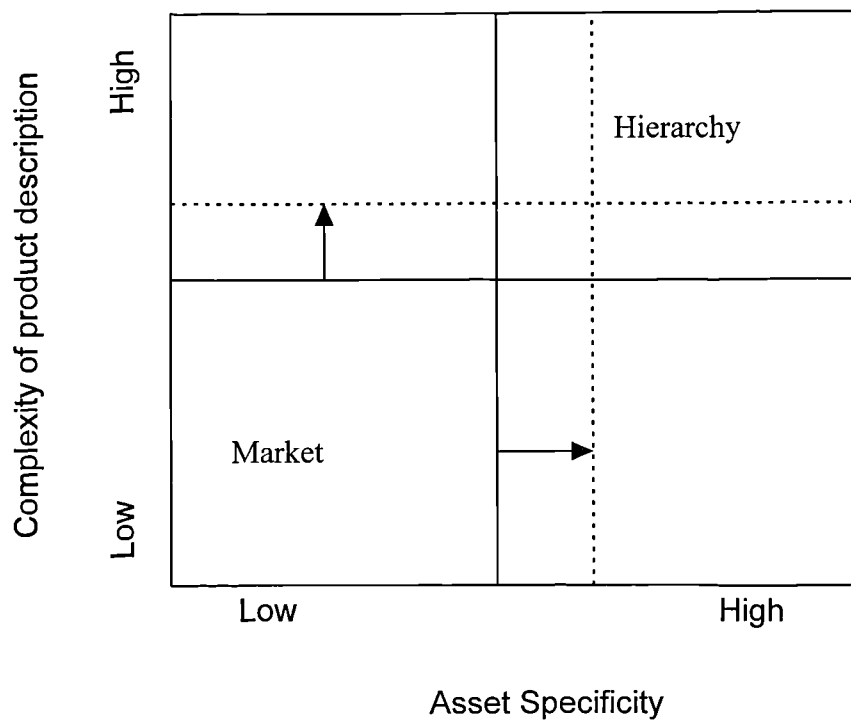 High
Complexity of product description
Hierarchy
Market
Low
Low
High
Asset Specificity